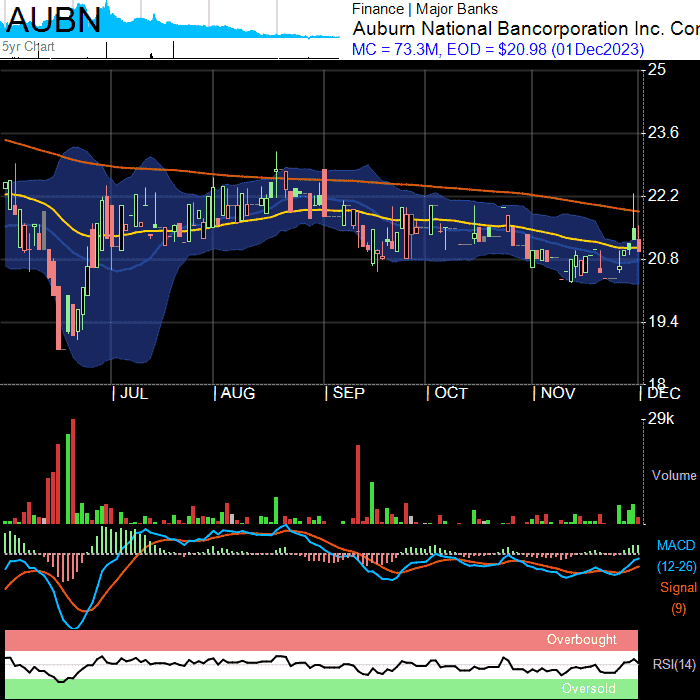 AUBN
5yr Chart
Finance | Major Banks
Auburn National Bancorporation Inc. Cor
MC = 73.3M, EOD = $20.98 (01Dec2023)
25
23.6
22.2
20.8
19.4
18
| JUL
| AUG
| SEP
| OCT
| NOV
| DEC
29k
Volume
MACD
(12-26)
Signal
(9)
Overbought
RSI(14)
Oversold